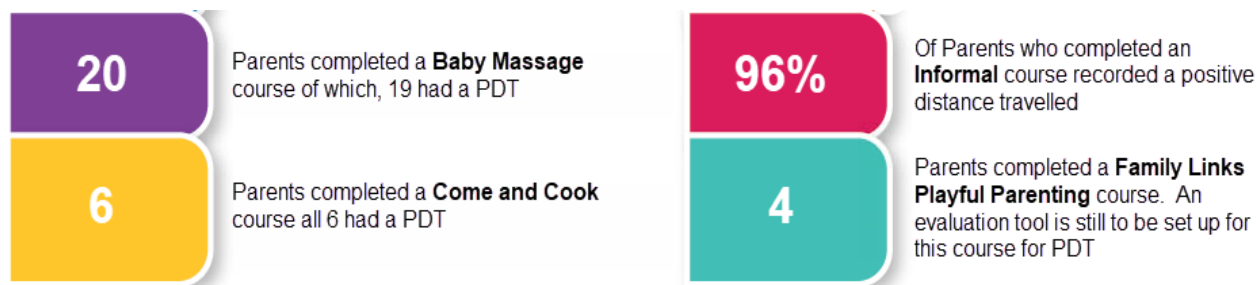 20
Parents completed a Baby Massage
course of which, 19 had a PDT
96%
Of Parents who completed an
Informal course recorded a positive
distance travelled
6
Parents completed a Come and Cook
course all 6 had a PDT
4
Parents completed a Family Links
Playful Parenting course.  An
evaluation tool is still to be set up for
this course for PDT